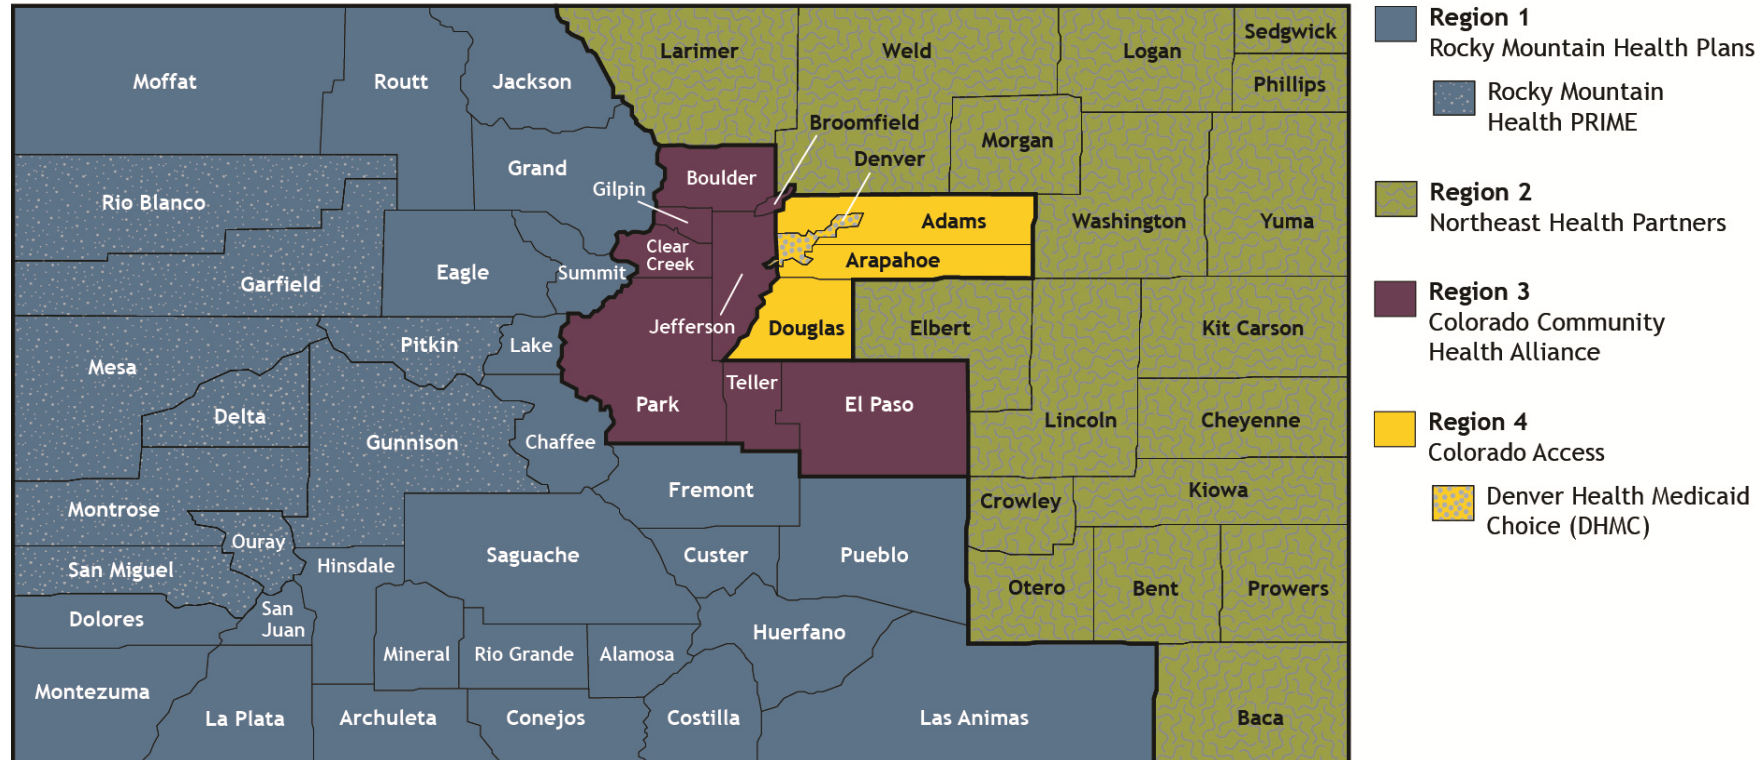 Moffat
Routt
Jackson
Larimer
Weld
Logan
Sedgwick
Phillips
Broomfield
Denver
Morgan
Grand
Gilpin
Boulder
Rio Blanco
Adams
Washington
Yuma
Clear
Creek
Arapahoe
Garfield
Eagle
Summit
Jefferson
Douglas
Elbert
Kit Carson
Mesa
Pitkin
Lake
Teller
Park
El Paso
Delta
Gunnison
Chaffee
Lincoln
Cheyenne
Montrose
Fremont
Crowley
Kiowa
Ouray
San Miguel
Hinsdale
Saguache
Custer
Pueblo
Otero
Bent
Prowers
Dolores
San
Juan
Mineral
Rio Grande
Alamosa
Huerfano
Montezuma
La Plata
Archuleta
Conejos
Costilla
Las Animas
Baca
Region 1
Rocky Mountain Health Plans
Rocky Mountain
Health PRIME
Region 2
Northeast Health Partners
Region 3
Colorado Community
Health Alliance
Region 4
Colorado Access
Denver Health Medicaid
Choice (DHMC)